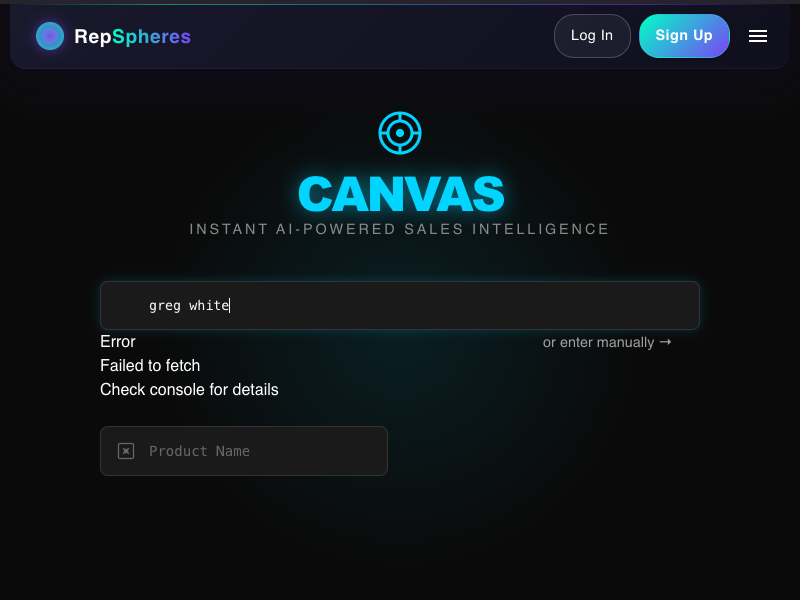 RepSpheres
Log In
Sign Up
CANVAS
INSTANT AI-POWERED SALES INTELLIGENCE
greg white
Error
or enter manually →
Failed to fetch
Check console for details
Product Name